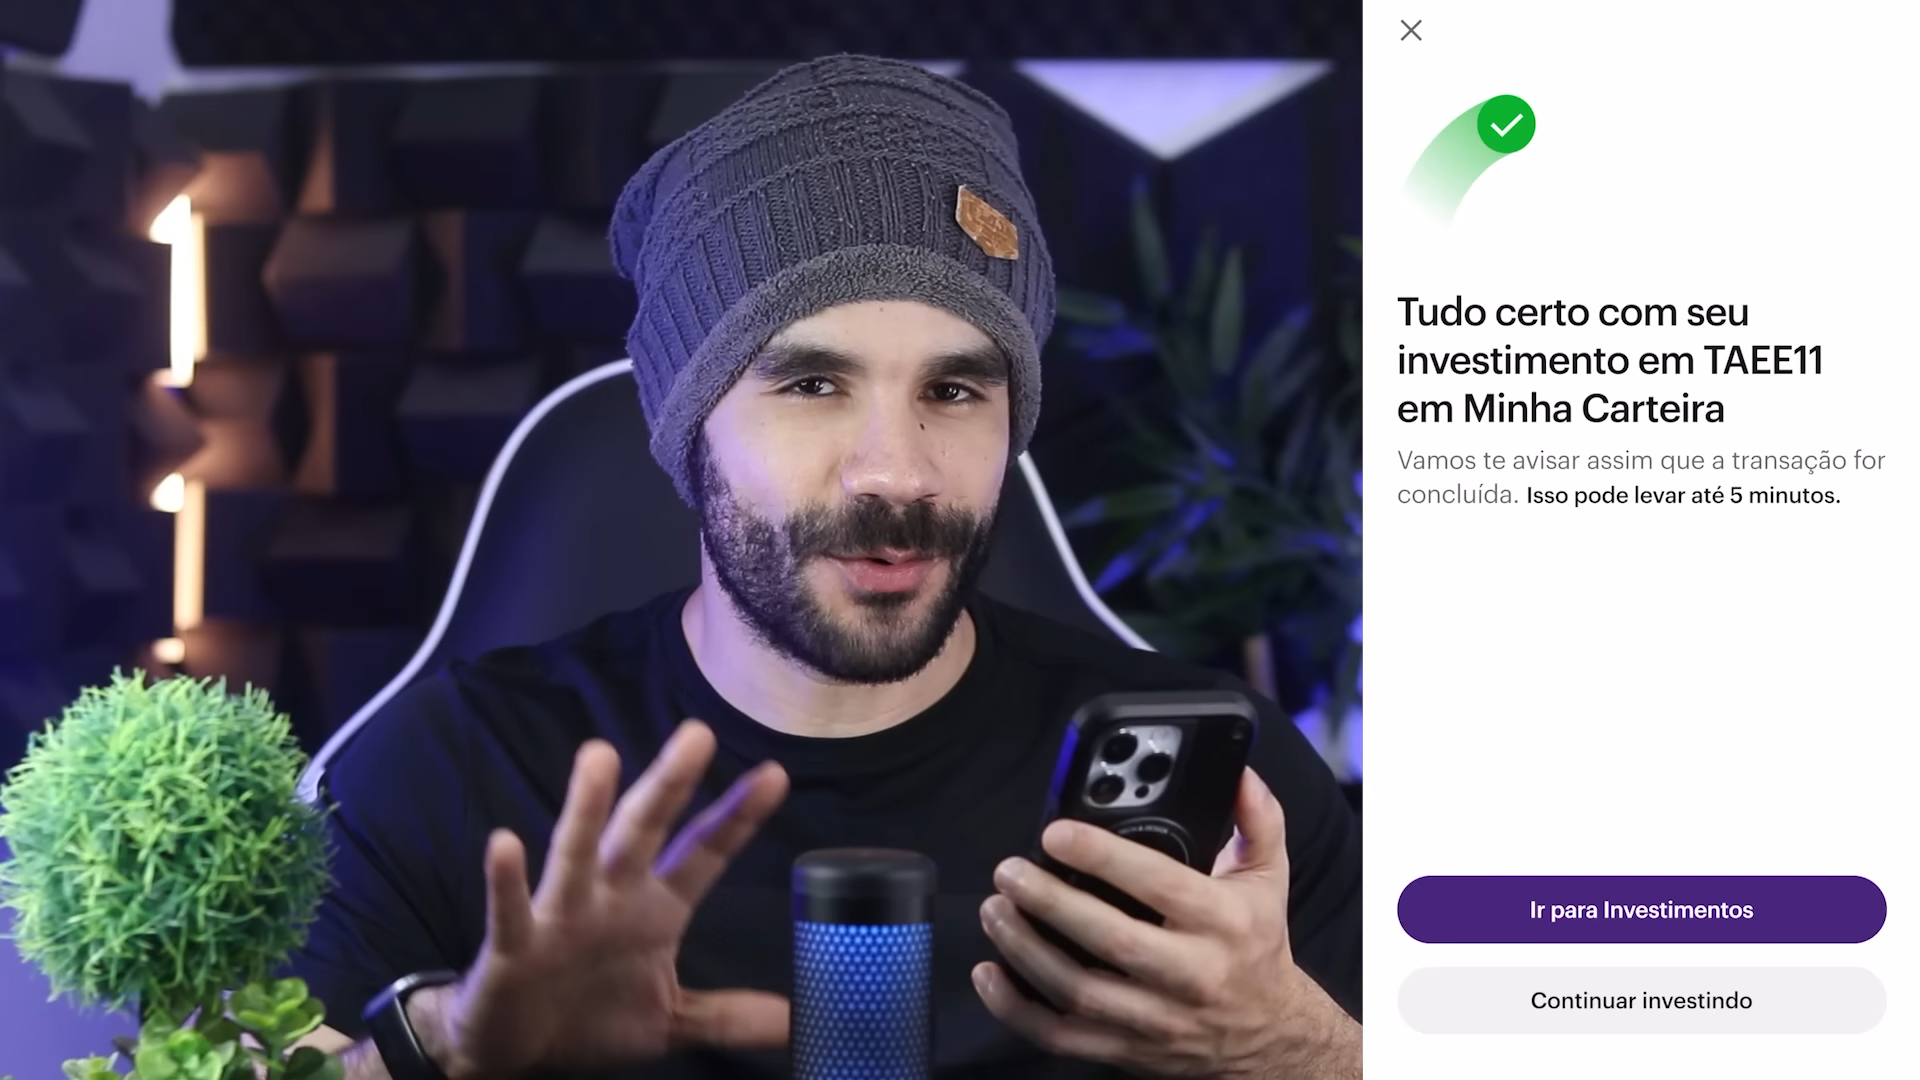 Tudo certo com seu
investimento em TAEE11
em Minha Carteira
Vamos te avisar assim que a transação for
concluída. Isso pode levar até 5 minutos.
Ir para Investimentos
Continuar investindo